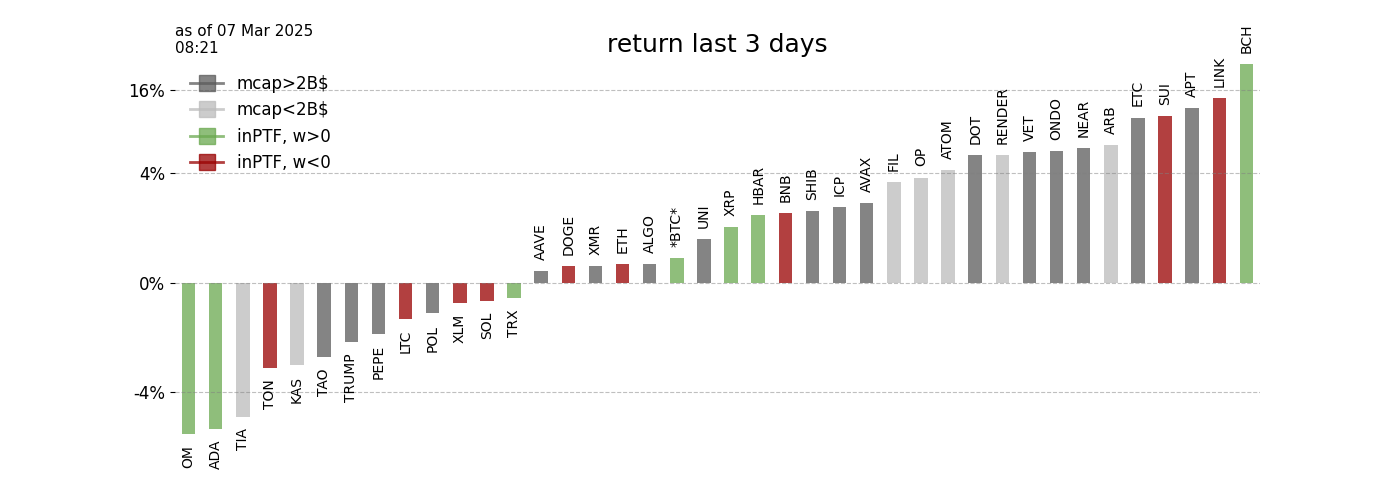 as of 07 Mar 2025
08:21
return last 3 days
mcap>2B$
mcap<2B$
inPTF, w>0
inPTF, w<0
16%
4%
0%
-4%
OM
ADA
TIA
TON
KAS
TAO
TRUMP
PEPE
LTC
POL
XLM
SOL
TRX
AAVE
DOGE
XMR
ETH
ALGO
*BTC*
UNI
XRP
HBAR
BNB
SHIB
ICP
AVAX
FIL
OP
ATOM
DOT
RENDER
VET
ONDO
NEAR
ARB
ETC
SUI
APT
LINK
BCH